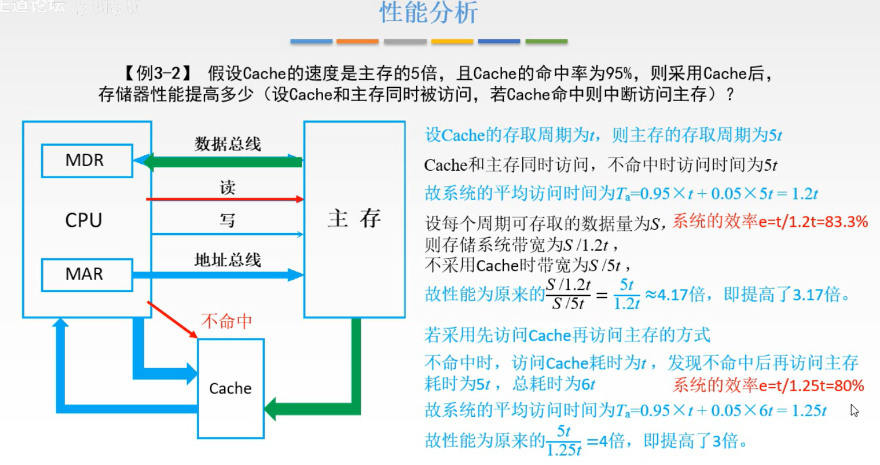 王道论坛
性能分析
【例3-2】 假设Cache的速度是主存的5倍，且Cache的命中率为95%，则采用Cache后，
存储器性能提高多少（设Cache和主存同时被访问，若Cache命中则中断访问主存）？
MDR
CPU
MAR
数据总线
读
写
地址总线
主 存
不命中
Cache
设Cache的存取周期为t，则主存的存取周期为5t
Cache和主存同时访问，不命中时访问时间为5t
故系统的平均访问时间为Ta=0.95×t + 0.05×5t = 1.2t
设每个周期可存取的数据量为S，系统的效率e=t/1.2t=83.3%
则存储系统带宽为S /1.2t ，
不采用Cache时带宽为S /5t ，
故性能为原来的 (S /1.2t)/(S /5t) = 5t/1.2t ≈4.17倍，即提高了3.17倍。
若采用先访问Cache再访问主存的方式
不命中时，访问Cache耗时为t ，发现不命中后再访问主存
耗时为5t ，总耗时为6t 系统的效率e=t/1.25t=80%
故系统的平均访问时间为Ta=0.95×t + 0.05×6t = 1.25t
故性能为原来的 5t/1.25t =4倍，即提高了3倍。